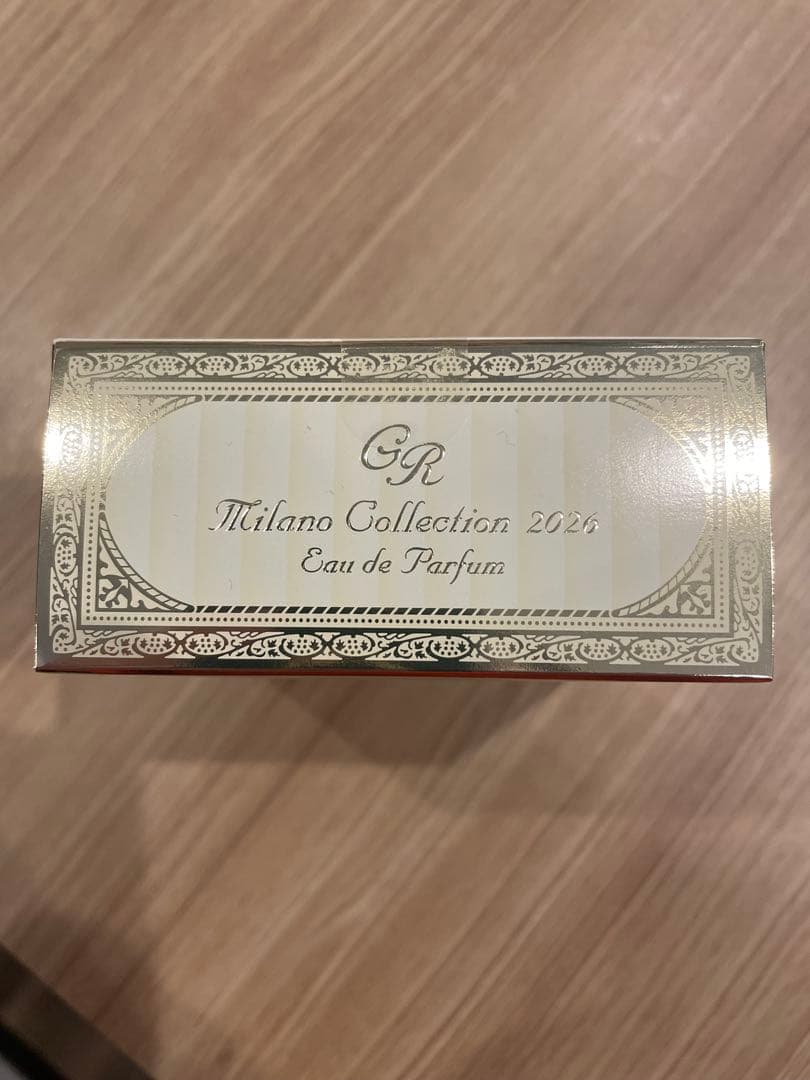 GR
Milano Collection 2026
Eau de Parfum